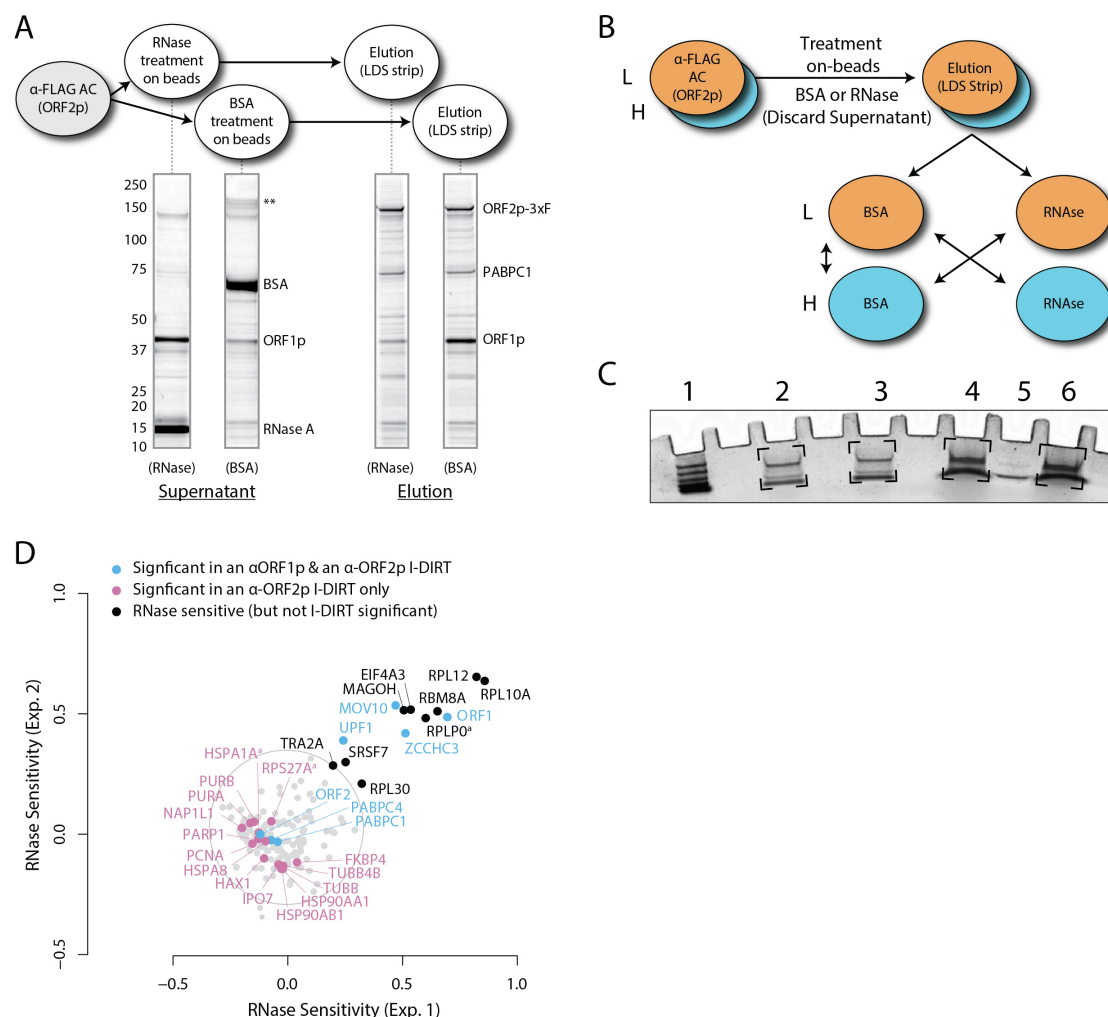 A
α-FLAG AC
(ORF2p)
RNase
treatment
on beads
BSA
treatment
on beads
Elution
(LDS strip)
Elution
(LDS strip)
250
150
100
75
50
37
25
20
15
10
**
BSA
ORF1p
RNase A
ORF2p-3xF
PABPC1
ORF1p
(RNase)
(BSA)
(RNase)
(BSA)
Supernatant
Elution
B
L
H
α-FLAG
AC
(ORF2p)
Treatment
on-beads
BSA or RNase
(Discard Supernatant)
Elution
(LDS Strip)
L
BSA
RNAse
H
BSA
RNAse
C
1 2 3 4 5 6
D
Signficant in an αORF1p & an α-ORF2p I-DIRT
Signficant in an α-ORF2p I-DIRT only
RNase sensitive (but not I-DIRT significant)
RNase Sensitivity (Exp. 2)
1.0
0.5
0.0
−0.5
EIF4A3
MAGOH
MOV10
UPF1
RPL12
RPL10A
RBM8A
ORF1
RPLP0ᵃ
ZCCHC3
TRA2A
SRSF7
RPL30
HSPA1Aᵃ
RPS27Aᵃ
PURB
PURA
NAP1L1
PARP1
PCNA
HSPA8
HAX1
IPO7
ORF2
PABPC4
PABPC1
FKBP4
TUBB4B
TUBB
HSP90AA1
HSP90AB1
−0.5
0.0
0.5
1.0
RNase Sensitivity (Exp. 1)